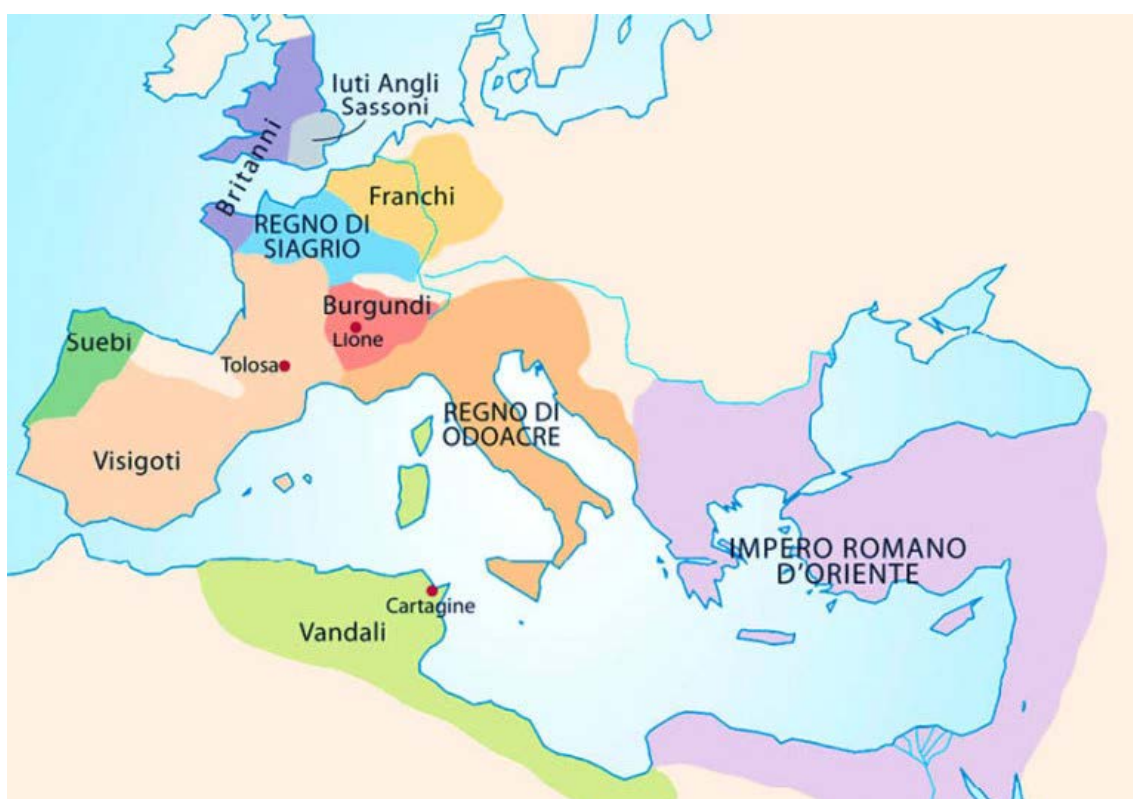 Iuti Angli
Sassoni
Britanni
Franchi
REGNO DI
SIAGRIO
Burgundi
Lione
Suebi
Tolosa
REGNO DI
ODOACRE
Visigoti
IMPERO ROMANO
D'ORIENTE
Cartagine
Vandali